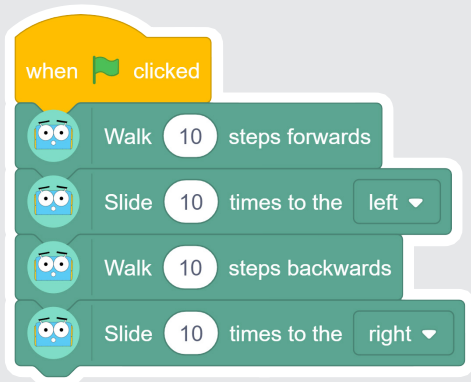 when clicked
Walk 10 steps forwards
Slide 10 times to the left
Walk 10 steps backwards
Slide 10 times to the right